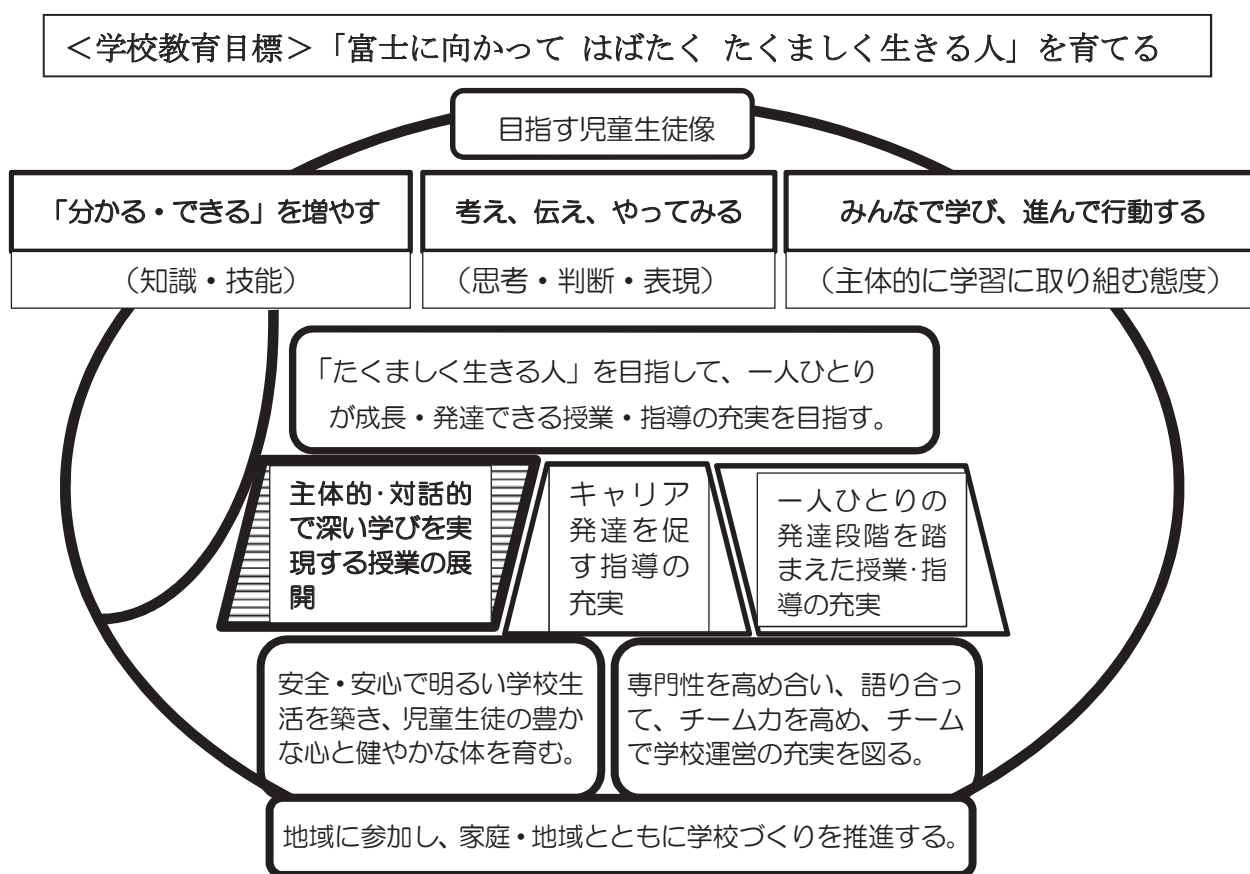 ＜学校教育目標＞「富士に向かって はばたく たくましく生きる人」を育てる
目指す児童生徒像
「分かる・できる」を増やす
考え、伝え、やってみる
みんなで学び、進んで行動する
（知識・技能）
（思考・判断・表現）
（主体的に学習に取り組む態度）
「たくましく生きる人」を目指して、一人ひとり
が成長・発達できる授業・指導の充実を目指す。
主体的・対話的
で深い学びを実
現する授業の展
開
キャリア
発達を促
す指導の
充実
一人ひとりの
発達段階を踏
まえた授業・指
導の充実
安全・安心で明るい学校生
活を築き、児童生徒の豊か
な心と健やかな体を育む。
専門性を高め合い、語り合っ
て、チーム力を高め、チーム
で学校運営の充実を図る。
地域に参加し、家庭・地域とともに学校づくりを推進する。